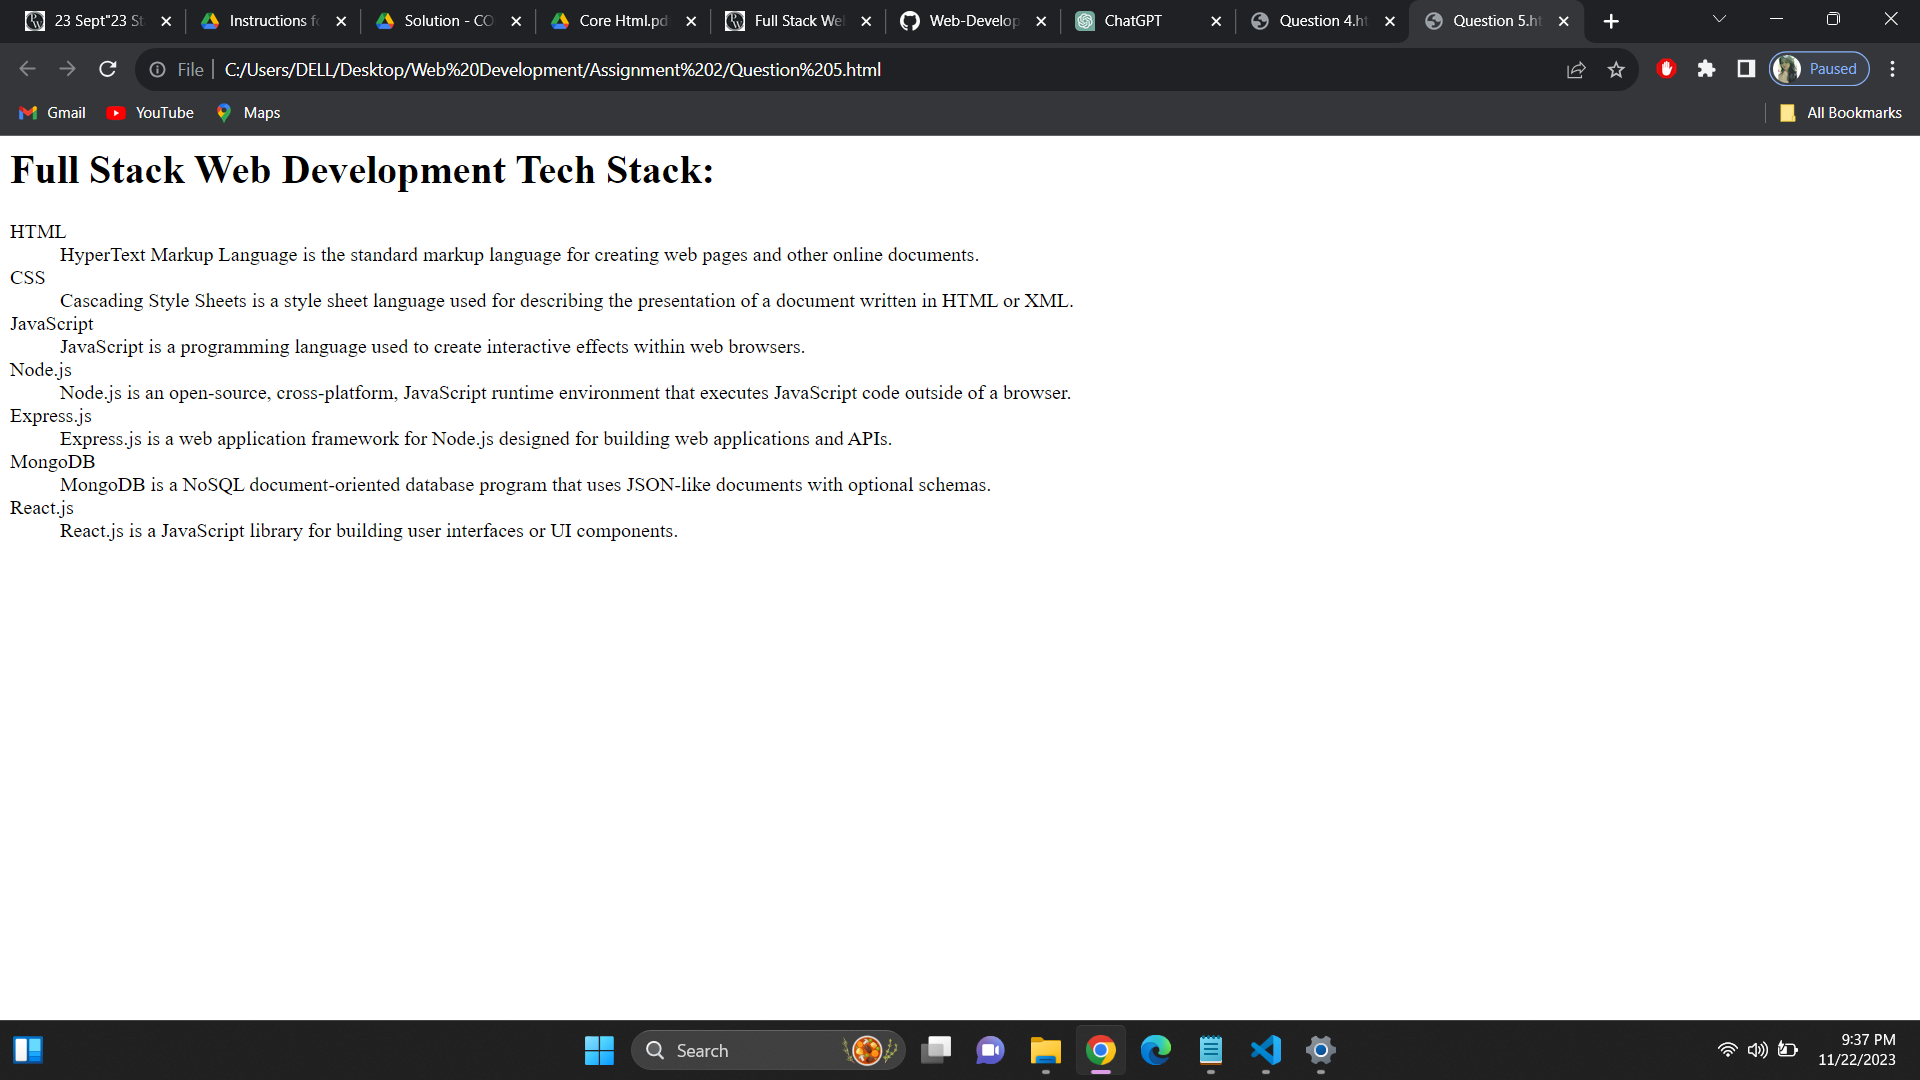 23 Sept"23 St
Instructions fo
Solution - CO
Core Html.pd
Full Stack Wel
Web-Develop
ChatGPT
Question 4.ht
Question 5.ht
File
C:/Users/DELL/Desktop/Web%20Development/Assignment%202/Question%205.html
Paused
Gmail
YouTube
Maps
All Bookmarks
Full Stack Web Development Tech Stack:
HTML
HyperText Markup Language is the standard markup language for creating web pages and other online documents.
CSS
Cascading Style Sheets is a style sheet language used for describing the presentation of a document written in HTML or XML.
JavaScript
JavaScript is a programming language used to create interactive effects within web browsers.
Node.js
Node.js is an open-source, cross-platform, JavaScript runtime environment that executes JavaScript code outside of a browser.
Express.js
Express.js is a web application framework for Node.js designed for building web applications and APIs.
MongoDB
MongoDB is a NoSQL document-oriented database program that uses JSON-like documents with optional schemas.
React.js
React.js is a JavaScript library for building user interfaces or UI components.
Search
9:37 PM
11/22/2023